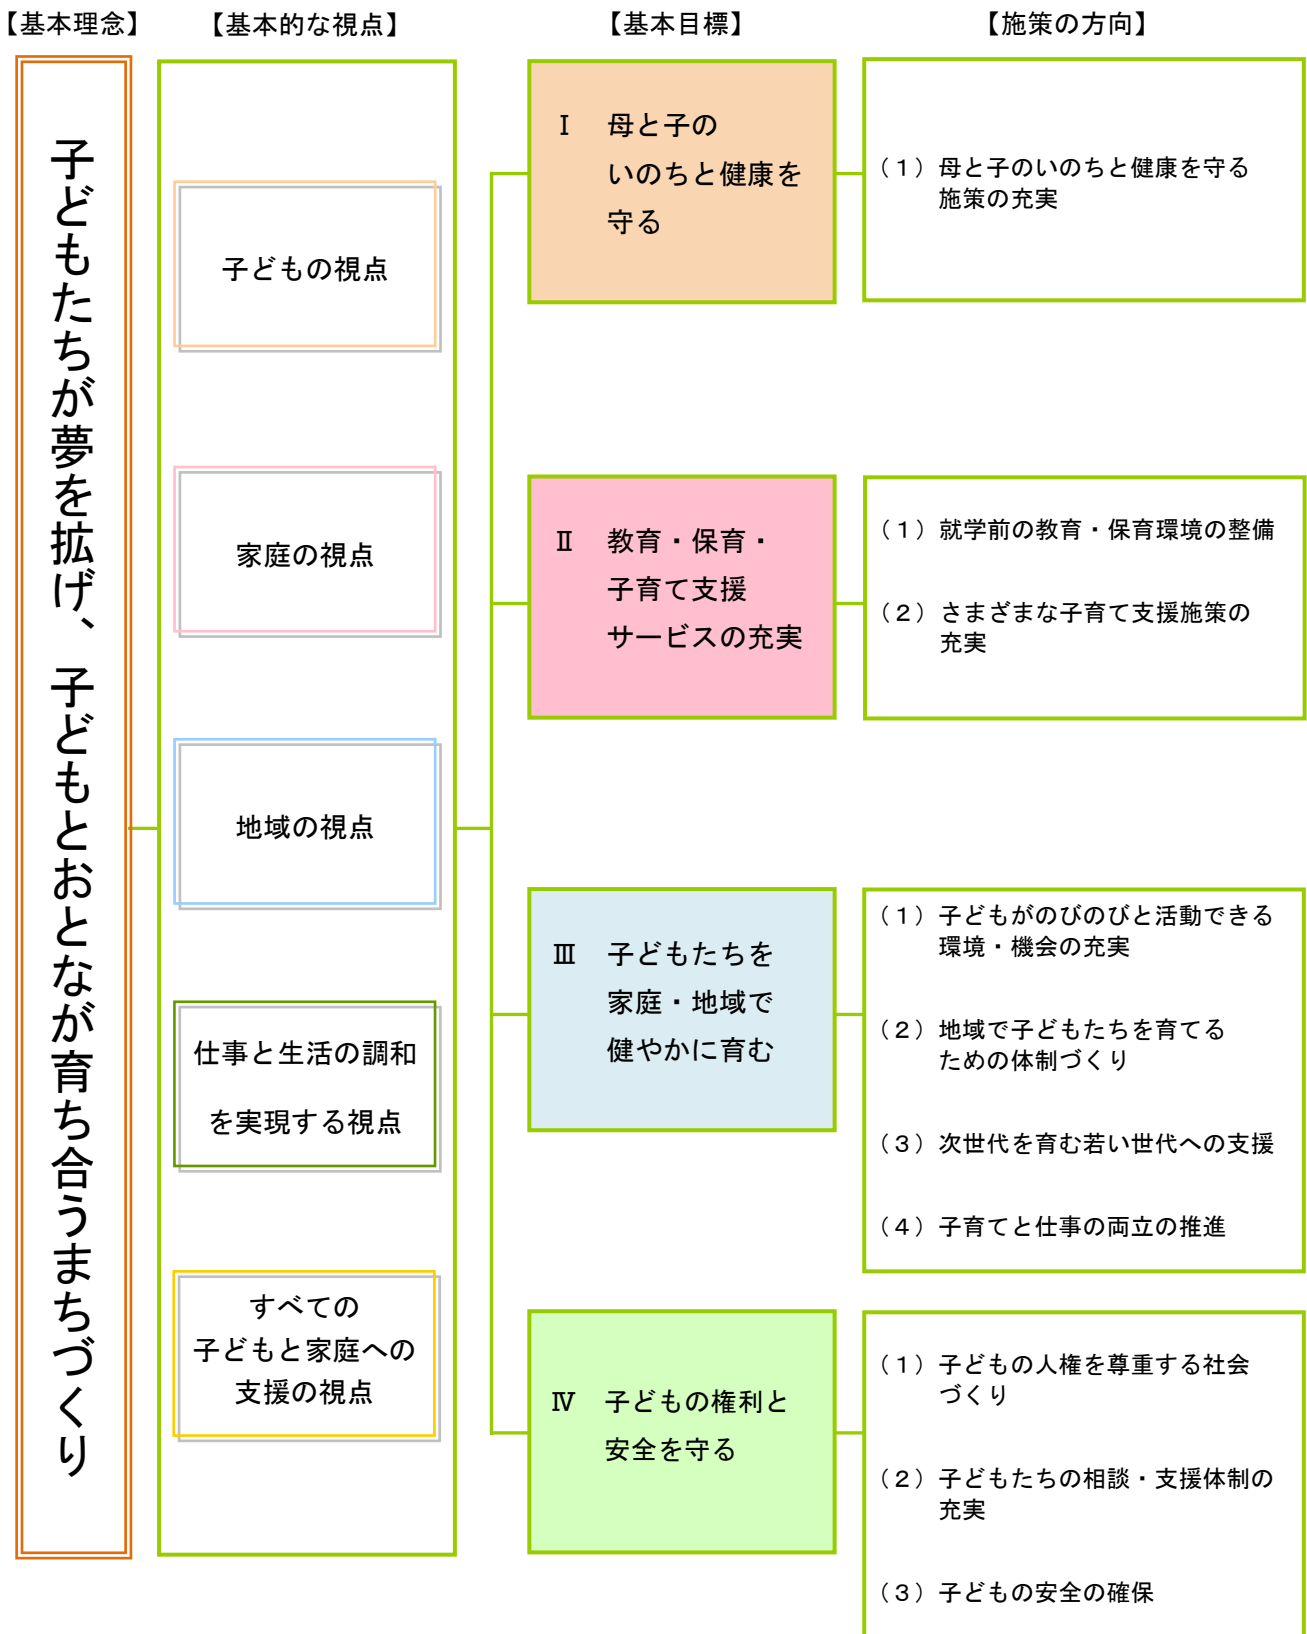 【基本理念】
【基本的な視点】
【基本目標】
【施策の方向】
子どもたちが夢を拡げ、子どもとおとなが育ち合うまちづくり
子どもの視点
家庭の視点
地域の視点
仕事と生活の調和
を実現する視点
すべての
子どもと家庭への
支援の視点
Ⅰ　母と子の
いのちと健康を
守る
（１）母と子のいのちと健康を守る
施策の充実
Ⅱ　教育・保育・
子育て支援
サービスの充実
（１）就学前の教育・保育環境の整備
（２）さまざまな子育て支援施策の
充実
Ⅲ　子どもたちを
家庭・地域で
健やかに育む
（１）子どもがのびのびと活動できる
環境・機会の充実
（２）地域で子どもたちを育てる
ための体制づくり
（３）次世代を育む若い世代への支援
（４）子育てと仕事の両立の推進
Ⅳ　子どもの権利と
安全を守る
（１）子どもの人権を尊重する社会
づくり
（２）子どもたちの相談・支援体制の
充実
（３）子どもの安全の確保